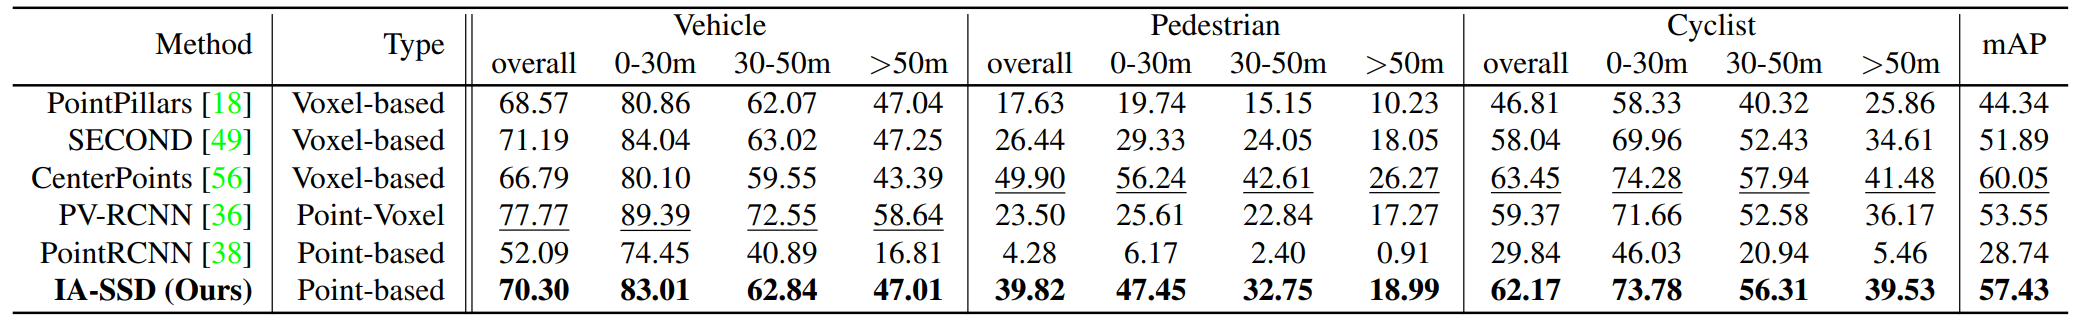 Method Type Vehicle Pedestrian Cyclist mAP
overall 0-30m 30-50m >50m overall 0-30m 30-50m >50m overall 0-30m 30-50m >50m
PointPillars [18] Voxel-based 68.57 80.86 62.07 47.04 17.63 19.74 15.15 10.23 46.81 58.33 40.32 25.86 44.34
SECOND [49] Voxel-based 71.19 84.04 63.02 47.25 26.44 29.33 24.05 18.05 58.04 69.96 52.43 34.61 51.89
CenterPoints [56] Voxel-based 66.79 80.10 59.55 43.39 49.90 56.24 42.61 26.27 63.45 74.28 57.94 41.48 60.05
PV-RCNN [36] Point-Voxel 77.77 89.39 72.55 58.64 23.50 25.61 22.84 17.27 59.37 71.66 52.58 36.17 53.55
PointRCNN [38] Point-based 52.09 74.45 40.89 16.81 4.28 6.17 2.40 0.91 29.84 46.03 20.94 5.46 28.74
IA-SSD (Ours) Point-based 70.30 83.01 62.84 47.01 39.82 47.45 32.75 18.99 62.17 73.78 56.31 39.53 57.43